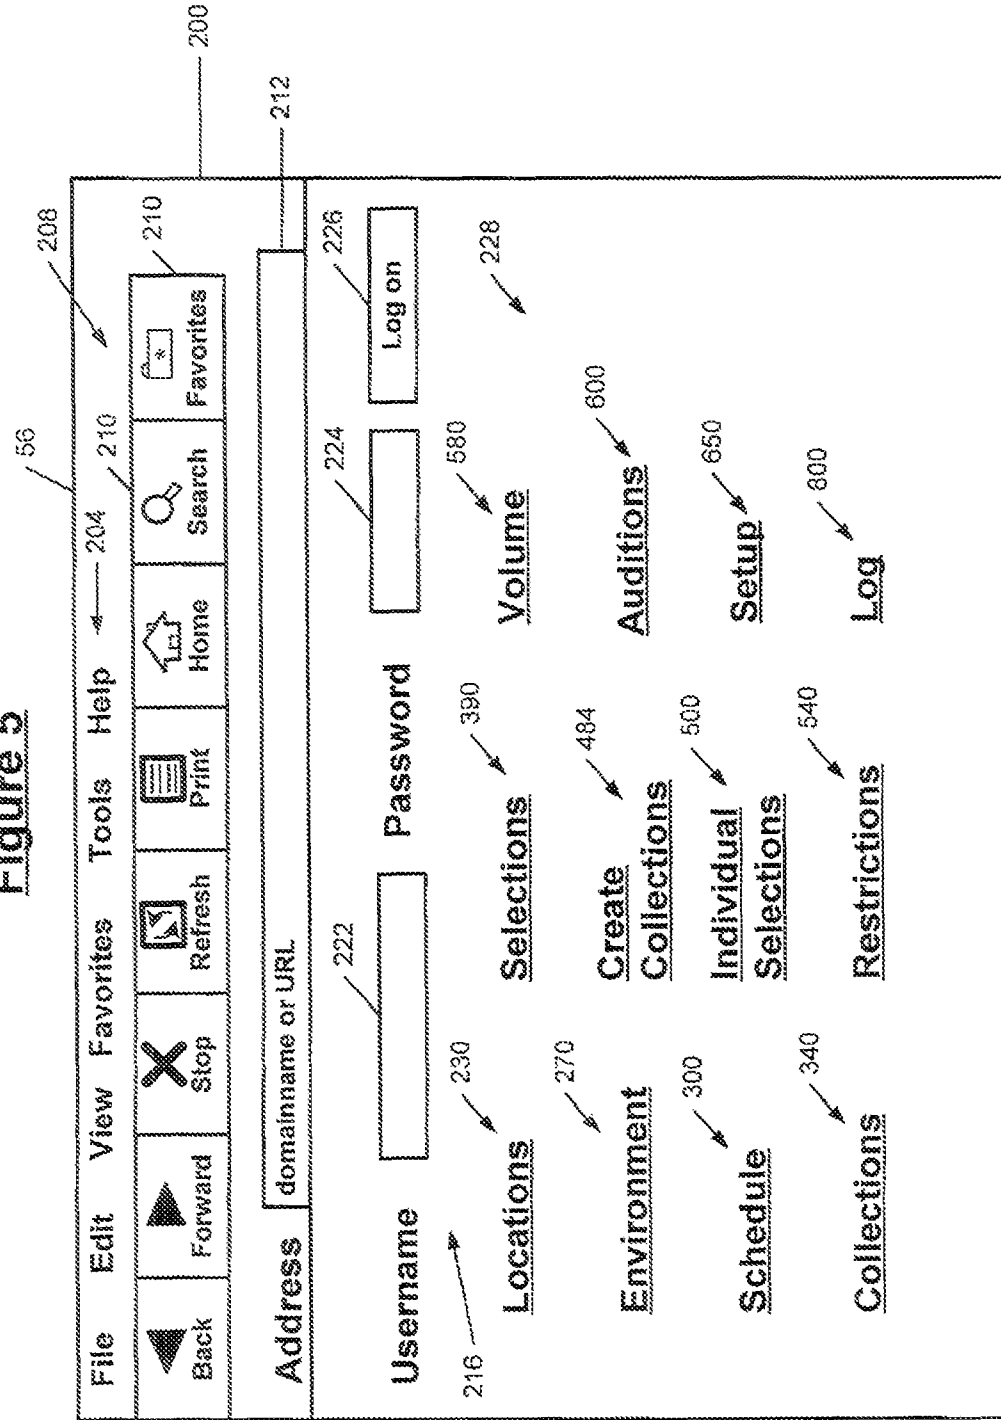 Figure 5
56
200
File Edit View Favorites Tools Help 204
208
210
210
Back Forward Stop Refresh Print Home Search Favorites
Address domainname or URL
212
222
224
226
Username Password Log on
216
228
230
390
580
Locations Selections Volume
270
484
600
Environment Create Collections Auditions
300
500
650
Schedule Individual Selections Setup
340
540
800
Collections Restrictions Log